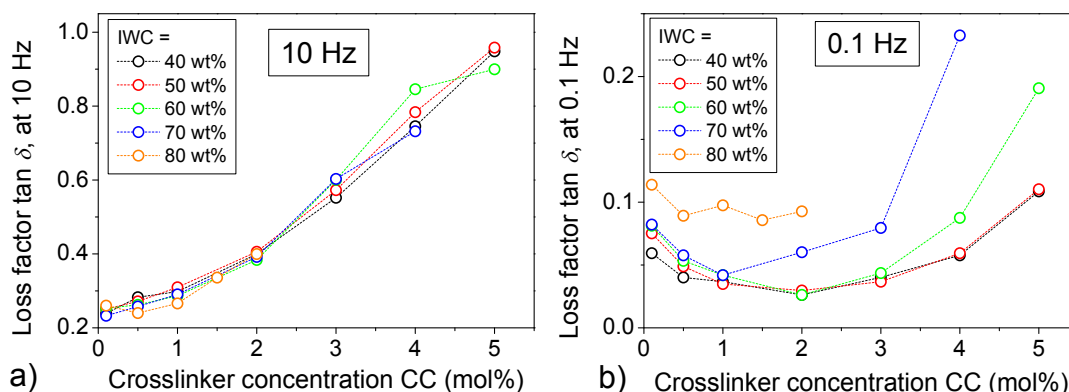 1.0
0.8
0.6
0.4
0.2
Loss factor tan δ, at 10 Hz
IWC =
40 wt%
50 wt%
60 wt%
70 wt%
80 wt%
10 Hz
0 1 2 3 4 5
Crosslinker concentration CC (mol%)
a)
0.2
0.1
0.0
Loss factor tan δ, at 0.1 Hz
IWC =
40 wt%
50 wt%
60 wt%
70 wt%
80 wt%
0.1 Hz
0 1 2 3 4 5
Crosslinker concentration CC (mol%)
b)